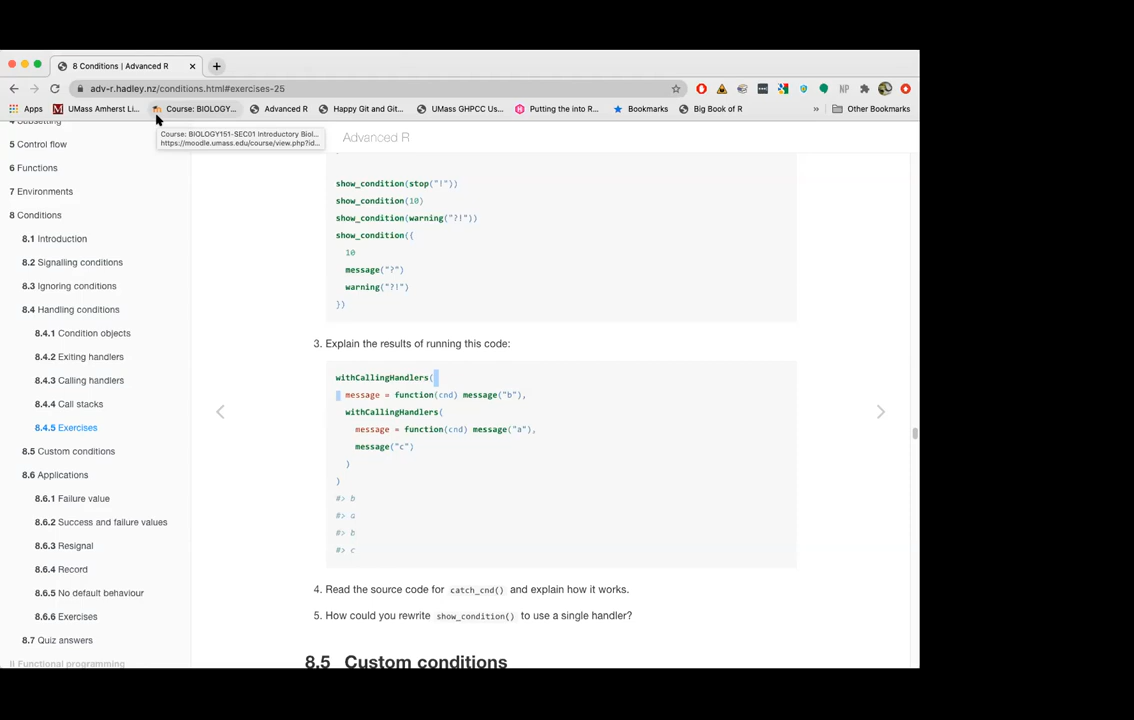 8 Conditions | Advanced R
adv-r.hadley.nz/conditions.html#exercises-25
Apps
UMass Amherst Li...
Course: BIOLOGY...
Advanced R
Happy Git and Git...
UMass GHPCC Us...
Putting the into R...
Bookmarks
Big Book of R
»
Other Bookmarks
Course: BIOLOGY151-SEC01 Introductory Biol...
https://moodle.umass.edu/course/view.php?id...
NP
4 Subsetting
5 Control flow
6 Functions
7 Environments
8 Conditions
8.1 Introduction
8.2 Signalling conditions
8.3 Ignoring conditions
8.4 Handling conditions
8.4.1 Condition objects
8.4.2 Exiting handlers
8.4.3 Calling handlers
8.4.4 Call stacks
8.4.5 Exercises
8.5 Custom conditions
8.6 Applications
8.6.1 Failure value
8.6.2 Success and failure values
8.6.3 Resignal
8.6.4 Record
8.6.5 No default behaviour
8.6.6 Exercises
8.7 Quiz answers
II Functional programming
Advanced R
show_condition(stop("!"))
show_condition(10)
show_condition(warning("?!"))
show_condition({
10
message("?")
warning("?!")
})
3. Explain the results of running this code:
withCallingHandlers(
message = function(cnd) message("b"),
withCallingHandlers(
message = function(cnd) message("a"),
message("c")
)
)
#> b
#> a
#> b
#> c
4. Read the source code for catch_cnd() and explain how it works.
5. How could you rewrite show_condition() to use a single handler?
8.5 Custom conditions